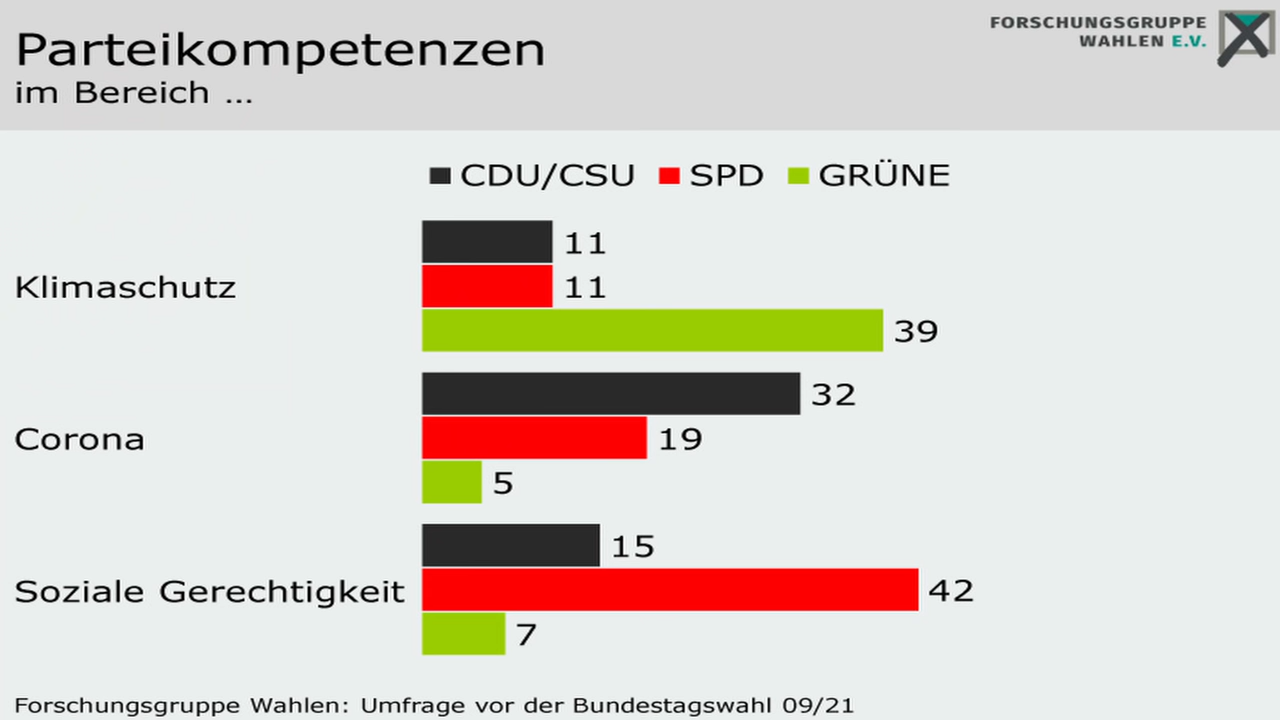 Parteikompetenzen
im Bereich ...
FORSCHUNGSGRUPPE
WAHLEN E.V.
CDU/CSU SPD GRÜNE
Klimaschutz
11
11
39
Corona
32
19
5
Soziale Gerechtigkeit
15
42
7
Forschungsgruppe Wahlen: Umfrage vor der Bundestagswahl 09/21